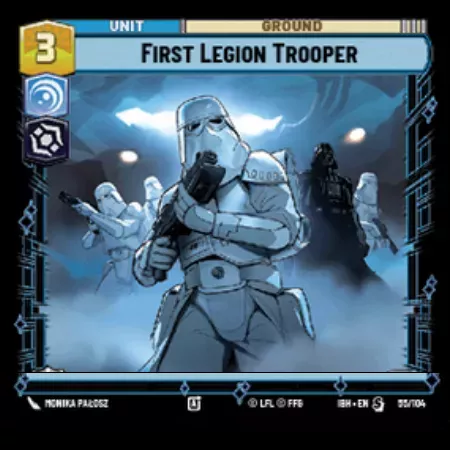 UNIT
GROUND
3
FIRST LEGION TROOPER
MONIKA PAŁOSZ
© LFL © FFG
IBH • EN
55/104